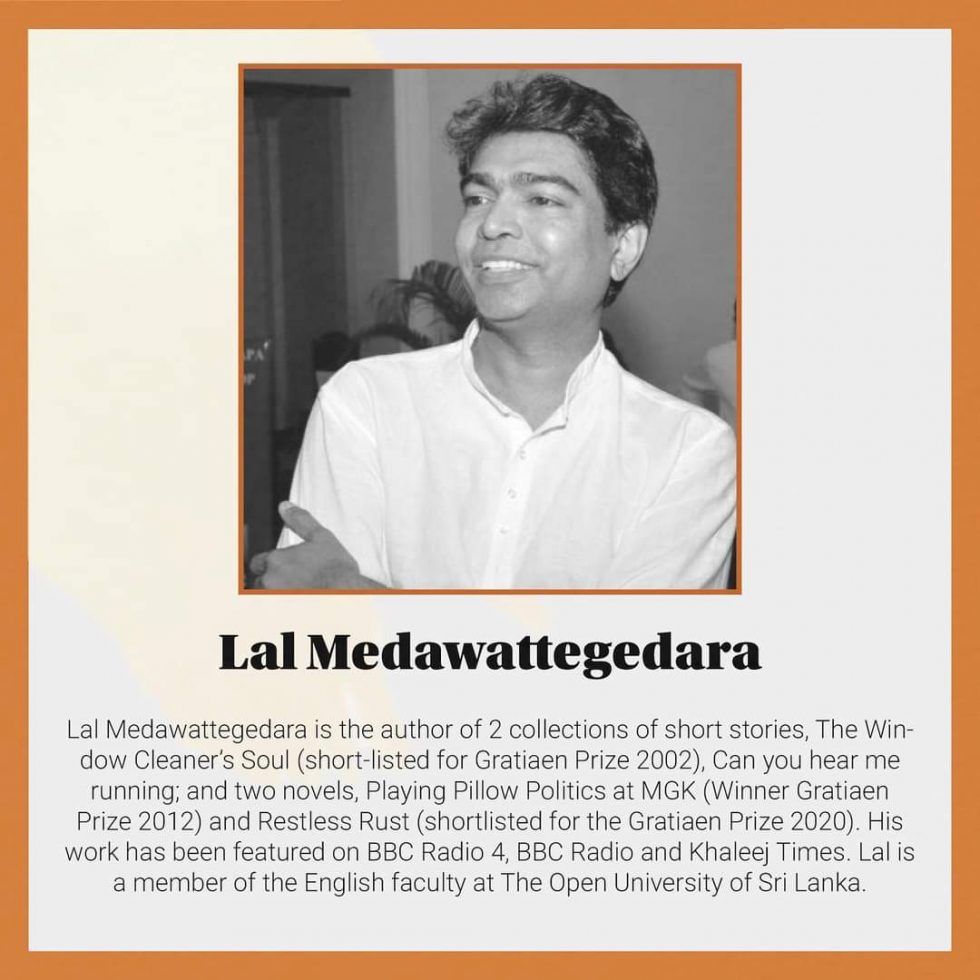 Lal Medawattegedara
Lal Medawattegedara is the author of 2 collections of short stories, The Win-
dow Cleaner’s Soul (short-listed for Gratiaen Prize 2002), Can you hear me
running; and two novels, Playing Pillow Politics at MGK (Winner Gratiaen
Prize 2012) and Restless Rust (shortlisted for the Gratiaen Prize 2020). His
work has been featured on BBC Radio 4, BBC Radio and Khaleej Times. Lal is
a member of the English faculty at The Open University of Sri Lanka.